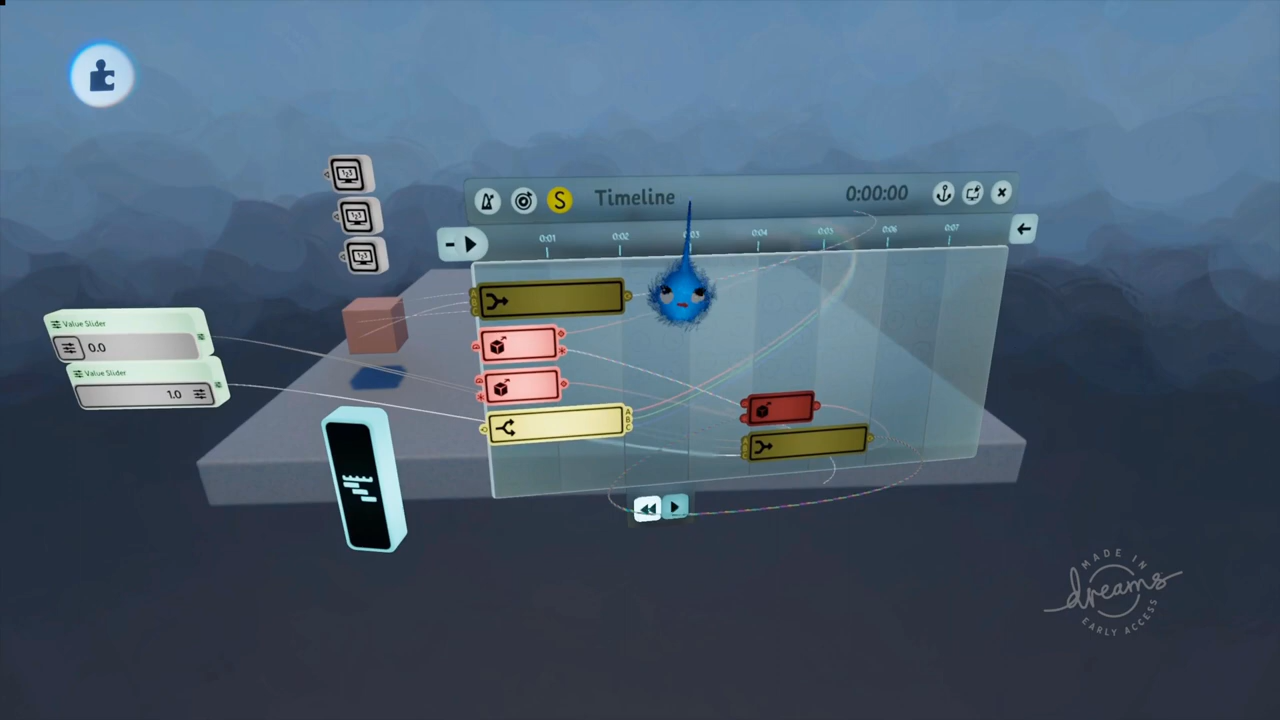 Timeline
0:00:00
0:01
0:02
0:03
0:04
0:05
0:06
0:07
Value Slider
0.0
Value Slider
1.0
S
A
B
C
MADE IN
dreams
EARLY ACCESS